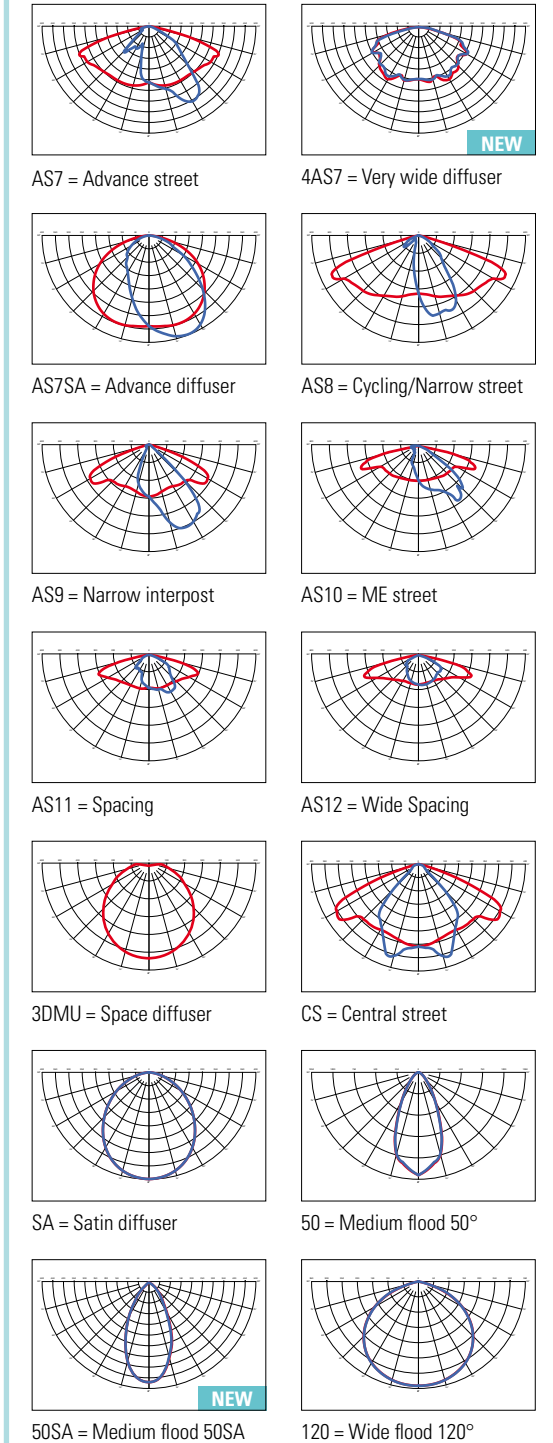 AS7 = Advance street
NEW
4AS7 = Very wide diffuser
AS7SA = Advance diffuser
AS8 = Cycling/Narrow street
AS9 = Narrow interpost
AS10 = ME street
AS11 = Spacing
AS12 = Wide Spacing
3DMU = Space diffuser
CS = Central street
SA = Satin diffuser
50 = Medium flood 50°
NEW
50SA = Medium flood 50SA
120 = Wide flood 120°